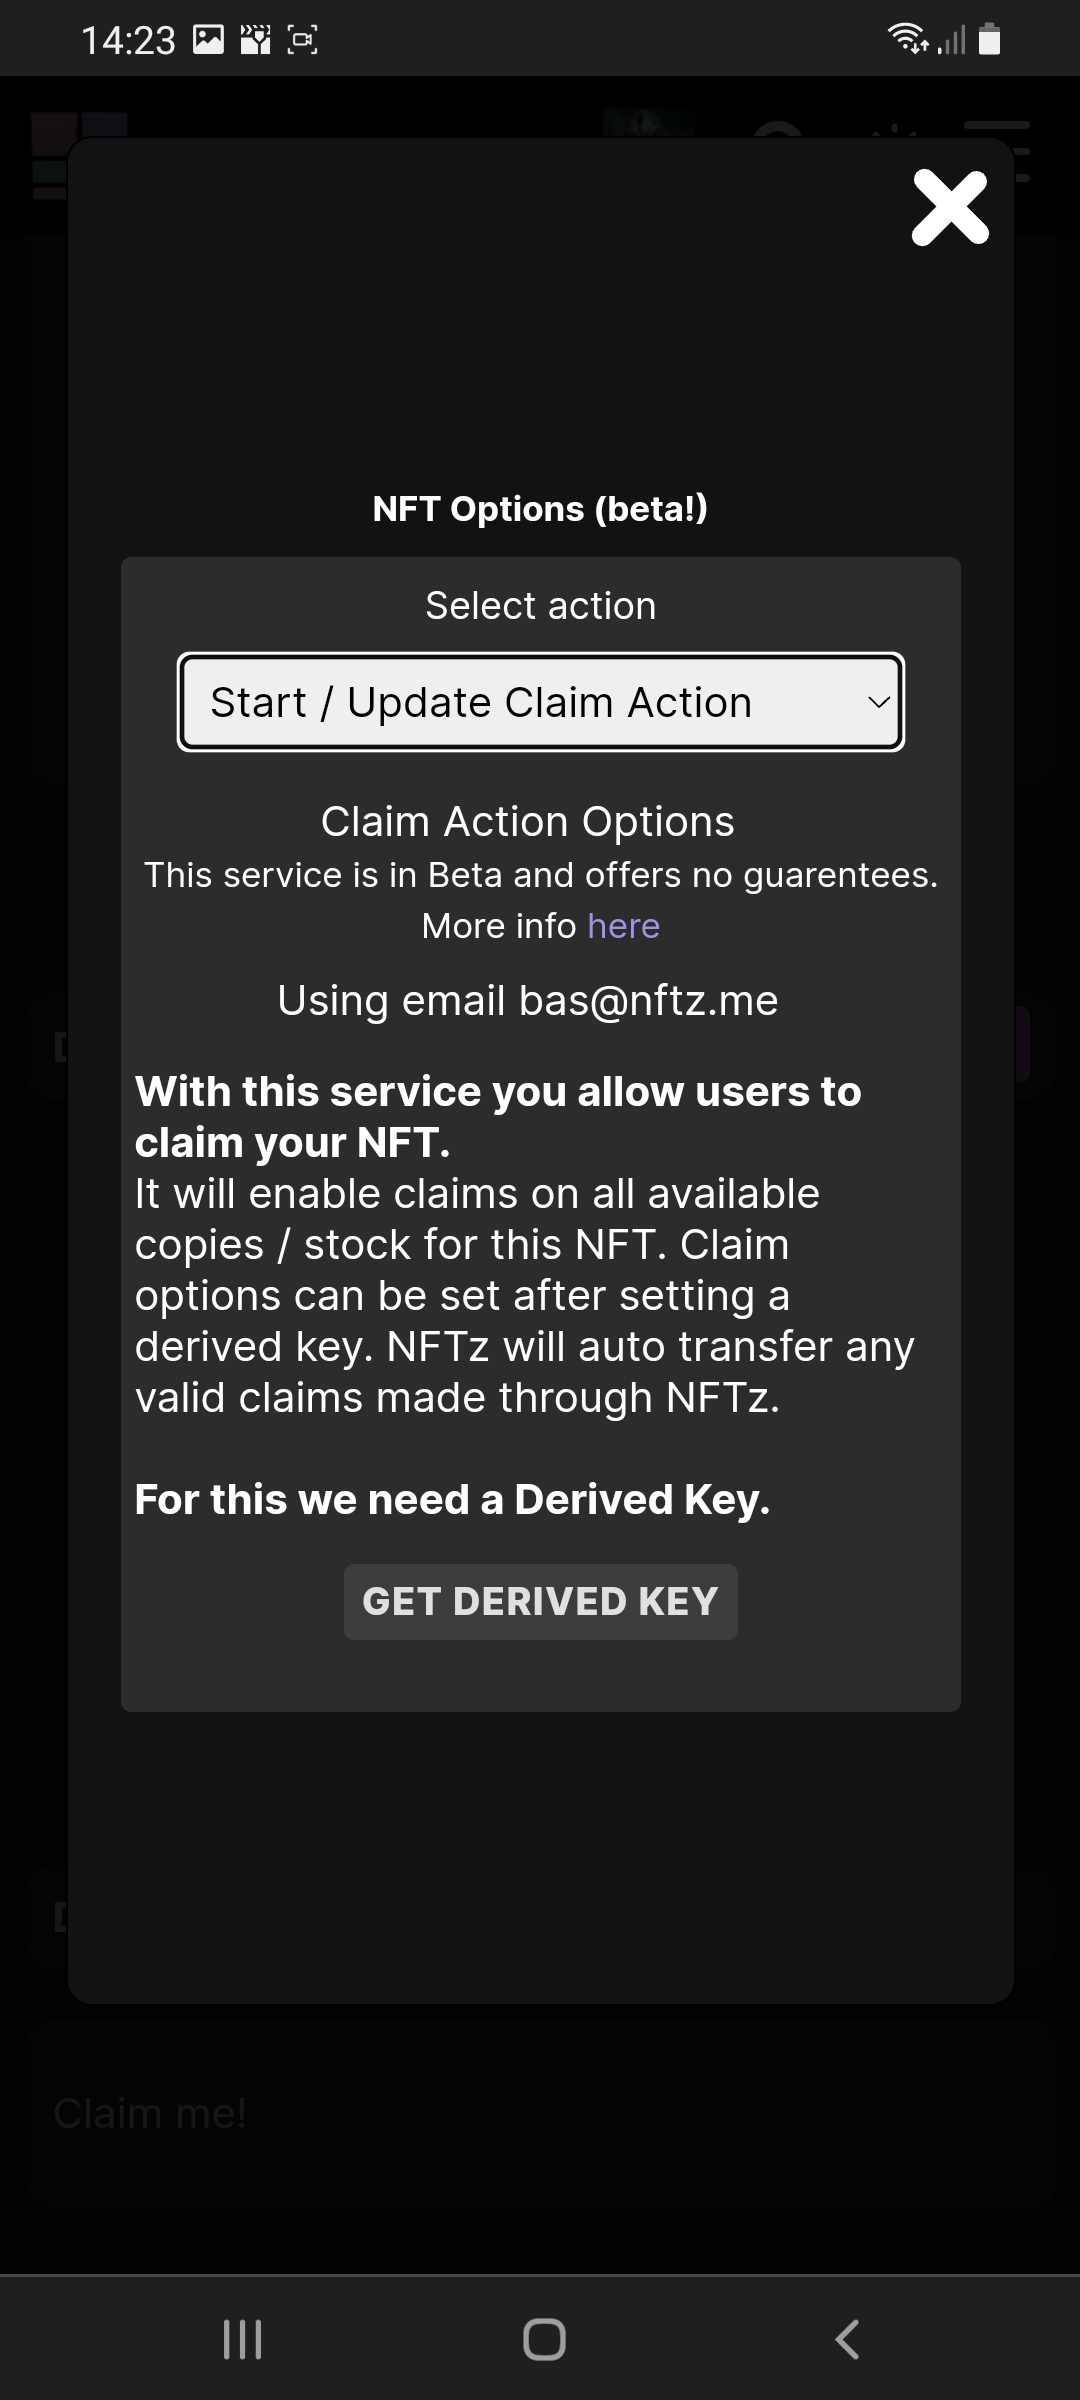 14:23
NFT Options (beta!)
Select action
Start / Update Claim Action
Claim Action Options
This service is in Beta and offers no guarentees.
More info here
Using email bas@nftz.me
With this service you allow users to
claim your NFT.
It will enable claims on all available
copies / stock for this NFT. Claim
options can be set after setting a
derived key. NFTz will auto transfer any
valid claims made through NFTz.
For this we need a Derived Key.
GET DERIVED KEY
Claim me!